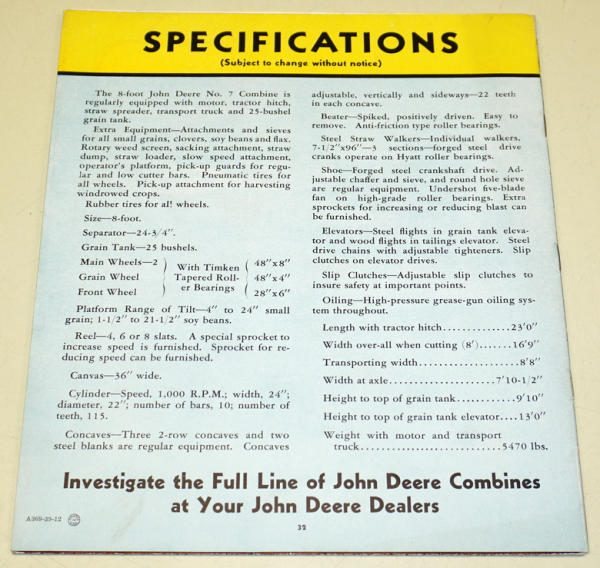 SPECIFICATIONS
(Subject to change without notice)
The 8-foot John Deere No. 7 Combine is
regularly equipped with motor, tractor hitch,
straw spreader, transport truck and 25-bushel
grain tank.
Extra Equipment—Attachments and sieves
for all small grains, clovers, soy beans and flax.
Rotary weed screen, sacking attachment, straw
dump, straw loader, slow speed attachment,
operator's platform, pick-up guards for regu-
lar and low cutter bars. Pneumatic tires for
all wheels. Pick-up attachment for harvesting
windrowed crops.
Rubber tires for al! wheels.
Size—8-foot.
Separator—24-3/4".
Grain Tank—25 bushels.
Main Wheels—2 ) With Timken ( 48"x8"
Grain Wheel ) Tapered Roll- ( 48"x4"
Front Wheel ) er Bearings ( 28"x6"
Platform Range of Tilt—4" to 24" small
grain; 1-1/2" to 21-1/2" soy beans.
Reel—4, 6 or 8 slats. A special sprocket to
increase speed is furnished. Sprocket for re-
ducing speed can be furnished.
Canvas—36" wide.
Cylinder—Speed, 1,000 R.P.M.; width, 24";
diameter, 22"; number of bars, 10; number of
teeth, 115.
Concaves—Three 2-row concaves and two
steel blanks are regular equipment. Concaves
adjustable, vertically and sideways—22 teeth
in each concave.
Beater—Spiked, positively driven. Easy to
remove. Anti-friction type roller bearings.
Steel Straw Walkers—Individual walkers,
7-1/2"x96"—3 sections—forged steel drive
cranks operate on Hyatt roller bearings.
Shoe—Forged steel crankshaft drive. Ad-
justable chaffer and sieve, and round hole sieve
are regular equipment. Undershot five-blade
fan on high-grade roller bearings. Extra
sprockets for increasing or reducing blast can
be furnished.
Elevators—Steel flights in grain tank eleva-
tor and wood flights in tailings elevator. Steel
drive chains with adjustable tighteners. Slip
clutches on elevator drives.
Slip Clutches—Adjustable slip clutches to
insure safety at important points.
Oiling—High-pressure grease-gun oiling sys-
tem throughout.
Length with tractor hitch..............23'0"
Width over-all when cutting (8').......16'9"
Transporting width.....................8'8"
Width at axle.....................7'10-1/2"
Height to top of grain tank............9'10"
Height to top of grain tank elevator....13'0"
Weight with motor and transport
truck...........................5470 lbs.
Investigate the Full Line of John Deere Combines
at Your John Deere Dealers
A369-39-12
32